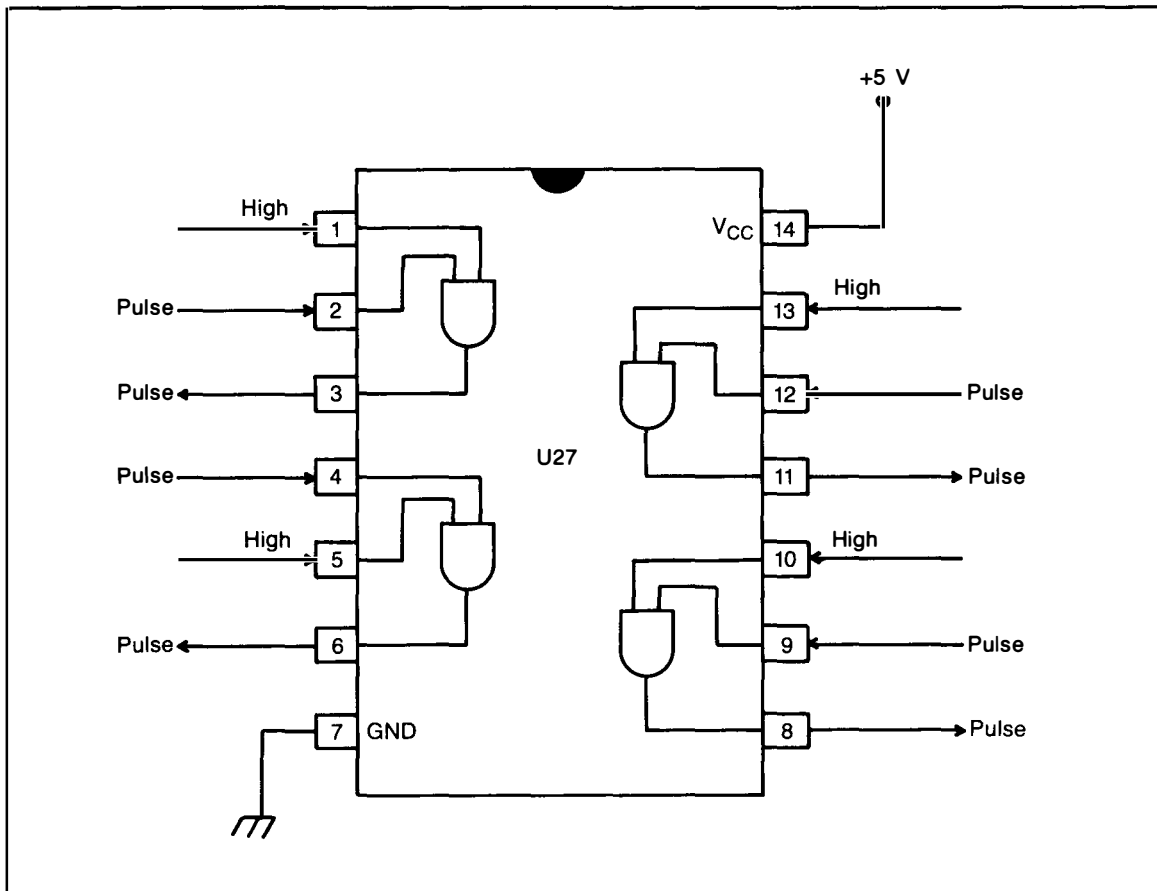 +5 V
High
1
V_CC
14
Pulse
2
13
High
Pulse
3
12
Pulse
Pulse
4
U27
11
Pulse
High
5
10
High
Pulse
6
9
Pulse
7
GND
8
Pulse